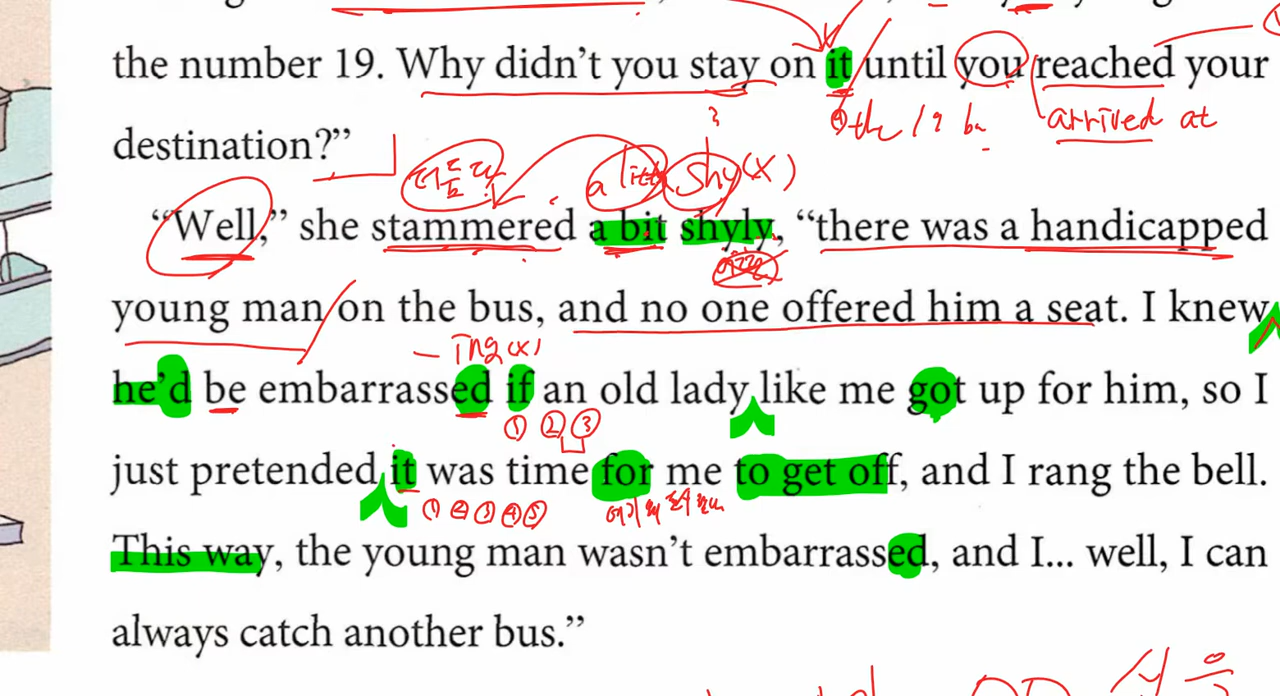 the number 19. Why didn't you stay on it until you reached your
the 19 bu
arrived at
destination?"
더듬다
a little shy(X)
"Well," she stammered a bit shyly, "there was a handicapped
young man on the bus, and no one offered him a seat. I knew
- ing(x)
he'd be embarrassed if an old lady like me got up for him, so I
① ② ③
just pretended it was time for me to get off, and I rang the bell.
① ② ③ ④ ⑤
This way, the young man wasn't embarrassed, and I... well, I can
always catch another bus."